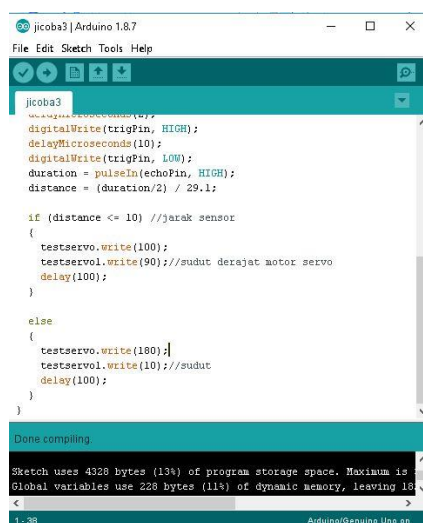 jicoba3 | Arduino 1.8.7
File Edit Sketch Tools Help
jicoba3
delayMicroseconds(2);
digitalWrite(trigPin, HIGH);
delayMicroseconds(10);
digitalWrite(trigPin, LOW);
duration = pulseIn(echoPin, HIGH);
distance = (duration/2) / 29.1;
if (distance <= 10) //jarak sensor
{
testservo.write(100);
testservo1.write(90);//sudut derajat motor servo
delay(100);
}
else
{
testservo.write(180);
testservo1.write(10);//sudut
delay(100);
}
}
Done compiling.
Sketch uses 4328 bytes (13%) of program storage space. Maximum is
Global variables use 228 bytes (11%) of dynamic memory, leaving 18
1 - 38
Arduino/Genuino Uno on